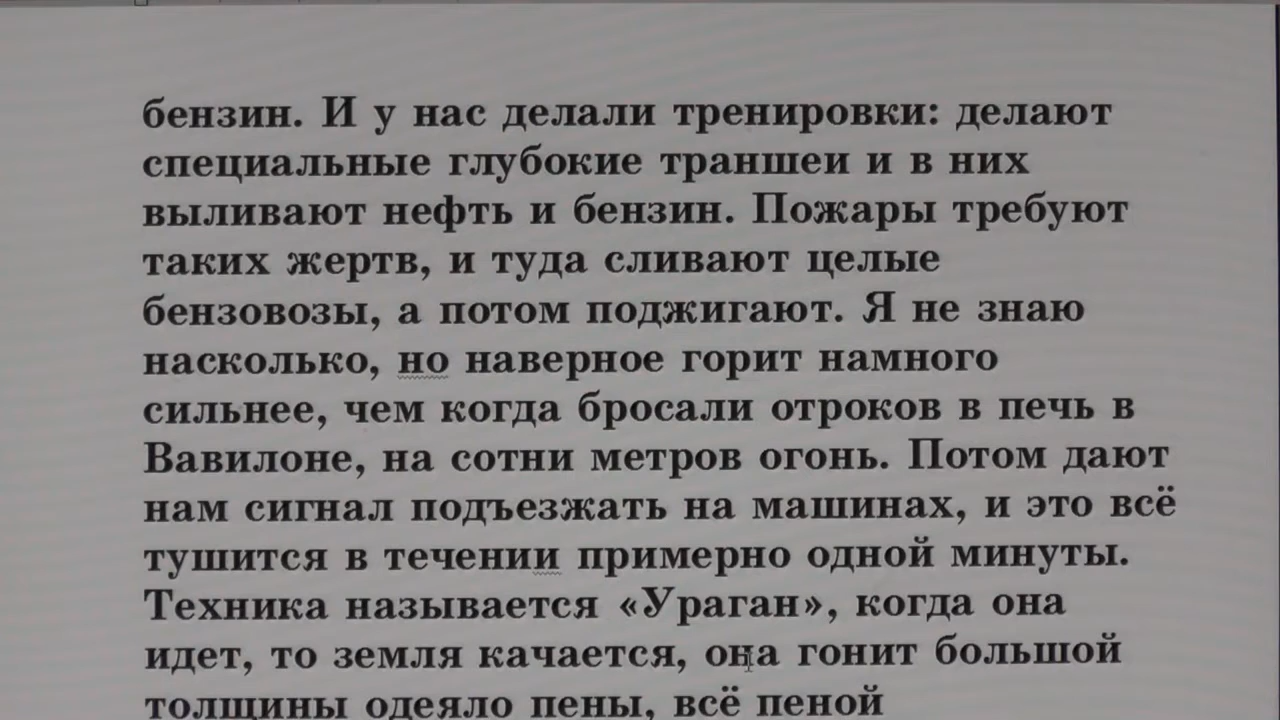 бензин. И у нас делали тренировки: делают
специальные глубокие траншеи и в них
выливают нефть и бензин. Пожары требуют
таких жертв, и туда сливают целые
бензовозы, а потом поджигают. Я не знаю
насколько, но наверное горит намного
сильнее, чем когда бросали отроков в печь в
Вавилоне, на сотни метров огонь. Потом дают
нам сигнал подъезжать на машинах, и это всё
тушится в течении примерно одной минуты.
Техника называется «Ураган», когда она
идет, то земля качается, она гонит большой
толщины одеяло пены, всё пеной